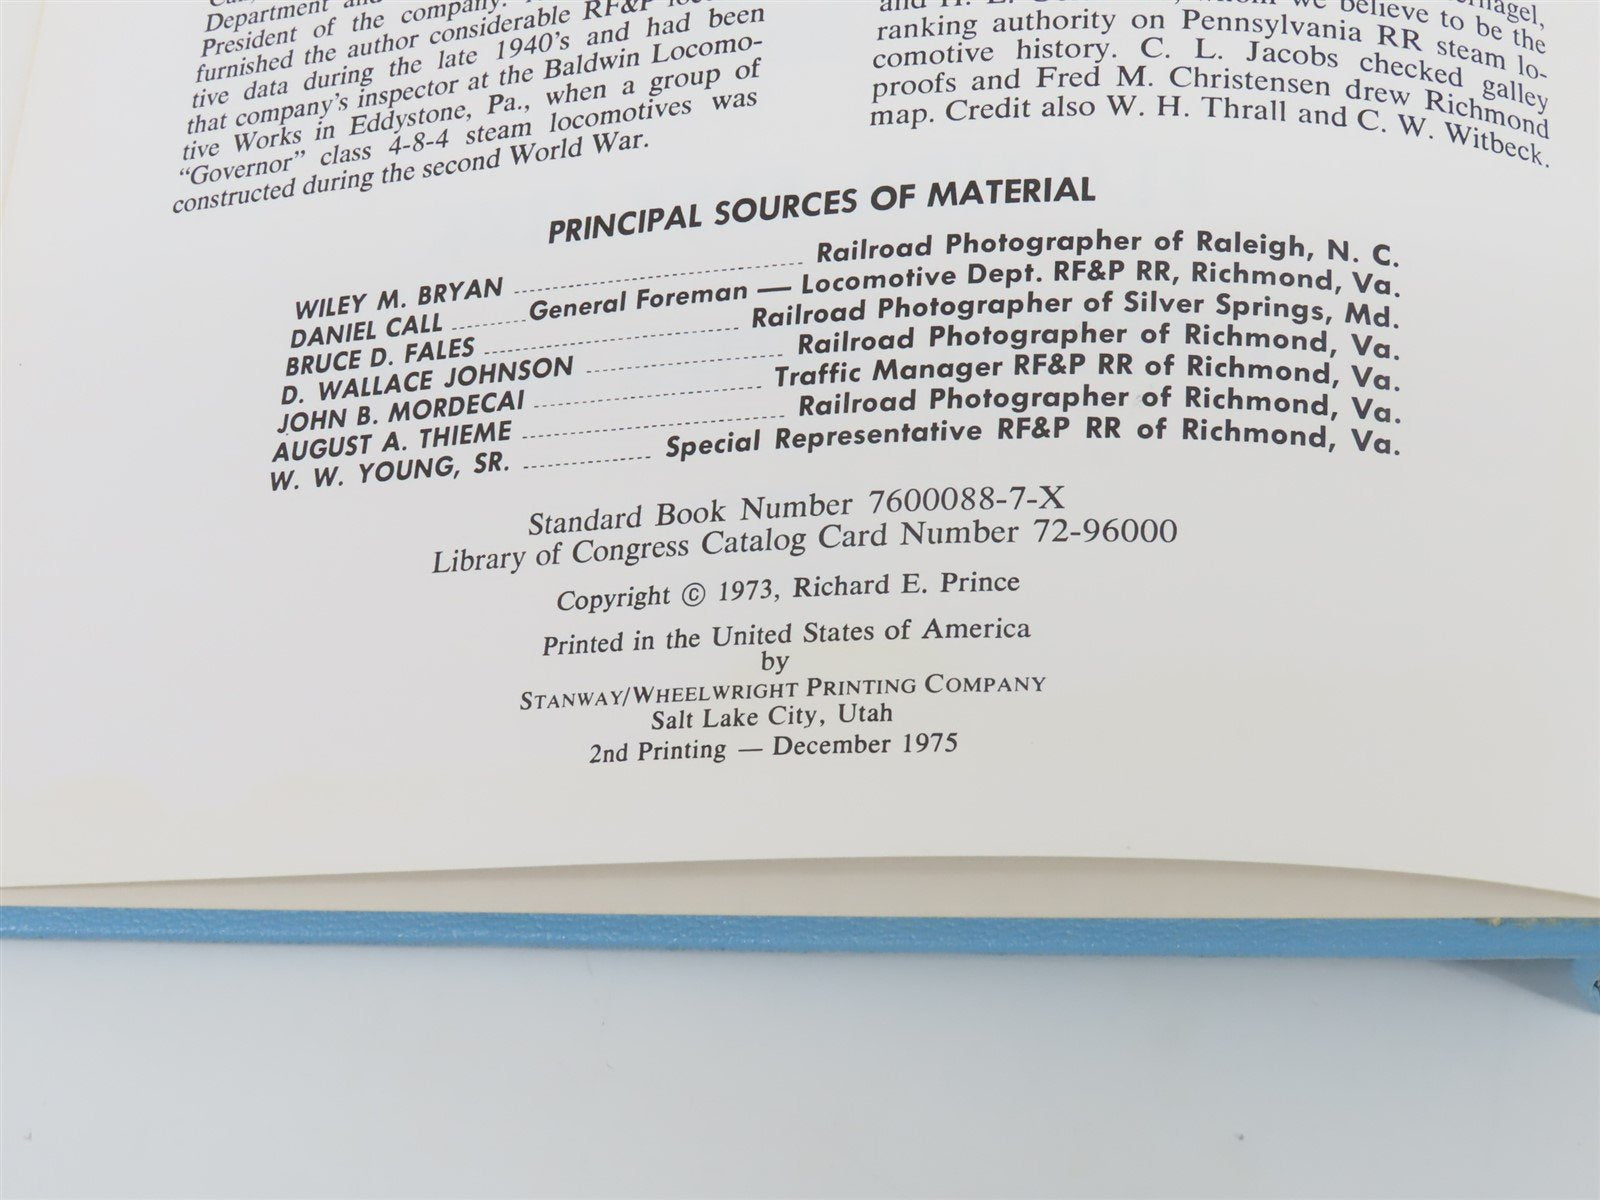 Department
President of the company.
furnished the author considerable RF&P
tive data during the late 1940's and had been
that company's inspector at the Baldwin Locomo-
tive Works in Eddystone, Pa., when a group of
"Governor" class 4-8-4 steam locomotives was
constructed during the second World War.
believe to be the
ranking authority on Pennsylvania RR steam lo-
comotive history. C. L. Jacobs checked galley
proofs and Fred M. Christensen drew Richmond
map. Credit also W. H. Thrall and C. W. Witbeck.
PRINCIPAL SOURCES OF MATERIAL
WILEY M. BRYAN Railroad Photographer of Raleigh, N. C.
DANIEL CALL General Foreman — Locomotive Dept. RF&P RR, Richmond, Va.
BRUCE D. FALES Railroad Photographer of Silver Springs, Md.
D. WALLACE JOHNSON Railroad Photographer of Richmond, Va.
JOHN B. MORDECAI Traffic Manager RF&P RR of Richmond, Va.
AUGUST A. THIEME Railroad Photographer of Richmond, Va.
W. W. YOUNG, SR. Special Representative RF&P RR of Richmond, Va.
Standard Book Number 7600088-7-X
Library of Congress Catalog Card Number 72-96000
Copyright © 1973, Richard E. Prince
Printed in the United States of America
by
STANWAY/WHEELWRIGHT PRINTING COMPANY
Salt Lake City, Utah
2nd Printing — December 1975